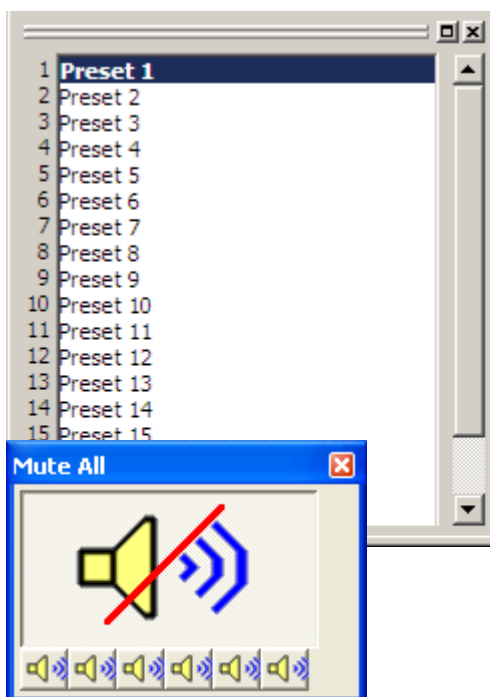 1 Preset 1
2 Preset 2
3 Preset 3
4 Preset 4
5 Preset 5
6 Preset 6
7 Preset 7
8 Preset 8
9 Preset 9
10 Preset 10
11 Preset 11
12 Preset 12
13 Preset 13
14 Preset 14
15 Preset 15
Mute All